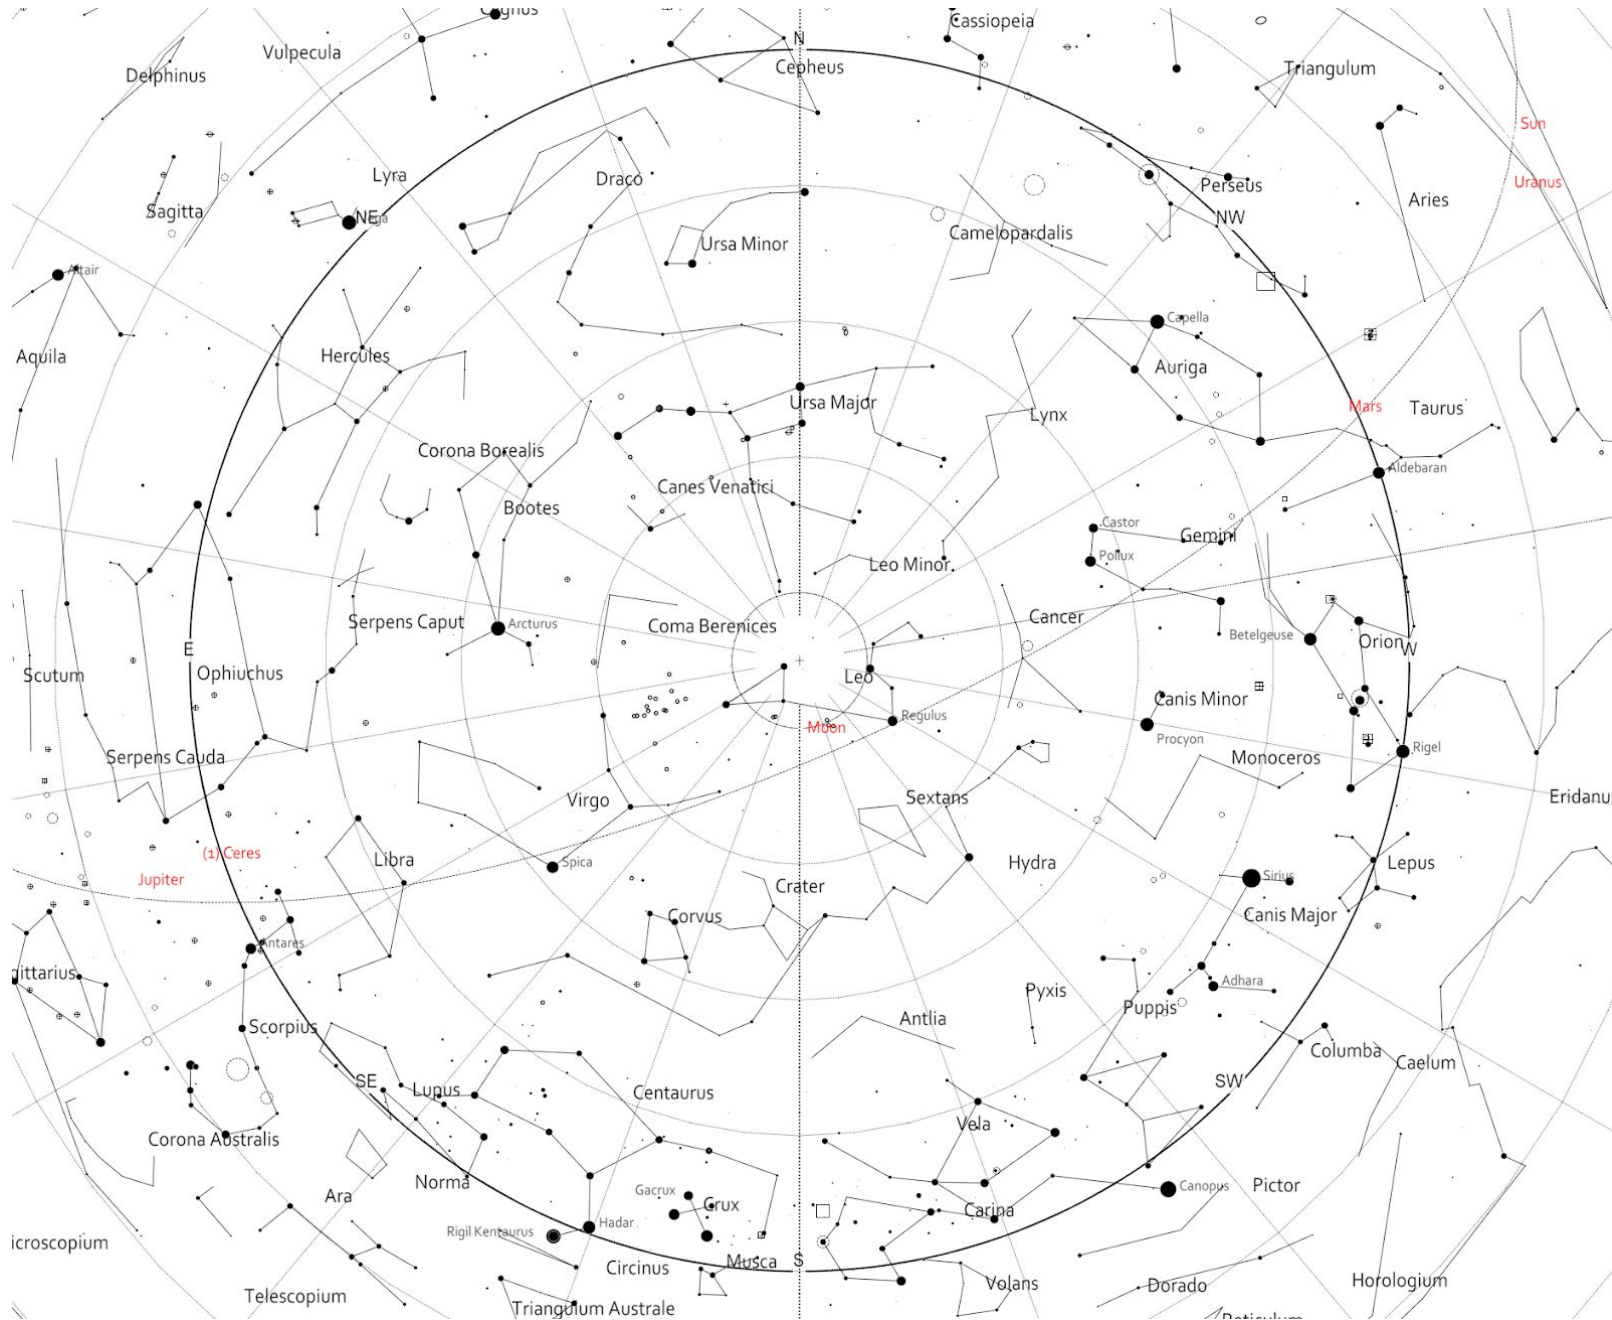 Cygnus
Cassiopeia
N
Vulpecula
Cepheus
Triangulum
Delphinus
Sun
Lyra
Draco
Perseus
Uranus
Aries
Sagitta
NE
NW
Camelopardalis
Ursa Minor
Altair
Capella
Aquila
Hercules
Auriga
Ursa Major
Mars
Taurus
Lynx
Corona Borealis
Aldebaran
Canes Venatici
Bootes
Castor
Gemini
Pollux
Leo Minor
Cancer
Serpens Caput
Arcturus
Coma Berenices
Betelgeuse
Orion
E
W
Scutum
Ophiuchus
Leo
Canis Minor
Regulus
Moon
Procyon
Rigel
Serpens Cauda
Monoceros
Virgo
Sextans
Eridanu
(1) Ceres
Libra
Spica
Hydra
Lepus
Jupiter
Sirius
Crater
Corvus
Canis Major
Antares
gittarius
Adhara
Pyxis
Puppis
Scorpius
Antlia
Columba
Caelum
SE
Lupus
Centaurus
SW
Vela
Corona Australis
Norma
Ara
Gacrux
Crux
Carina
Canopus
Pictor
Rigil Kentaurus
Hadar
icroscopium
Circinus
Musca
S
Volans
Dorado
Horologium
Telescopium
Triangulum Australe
Reticulum